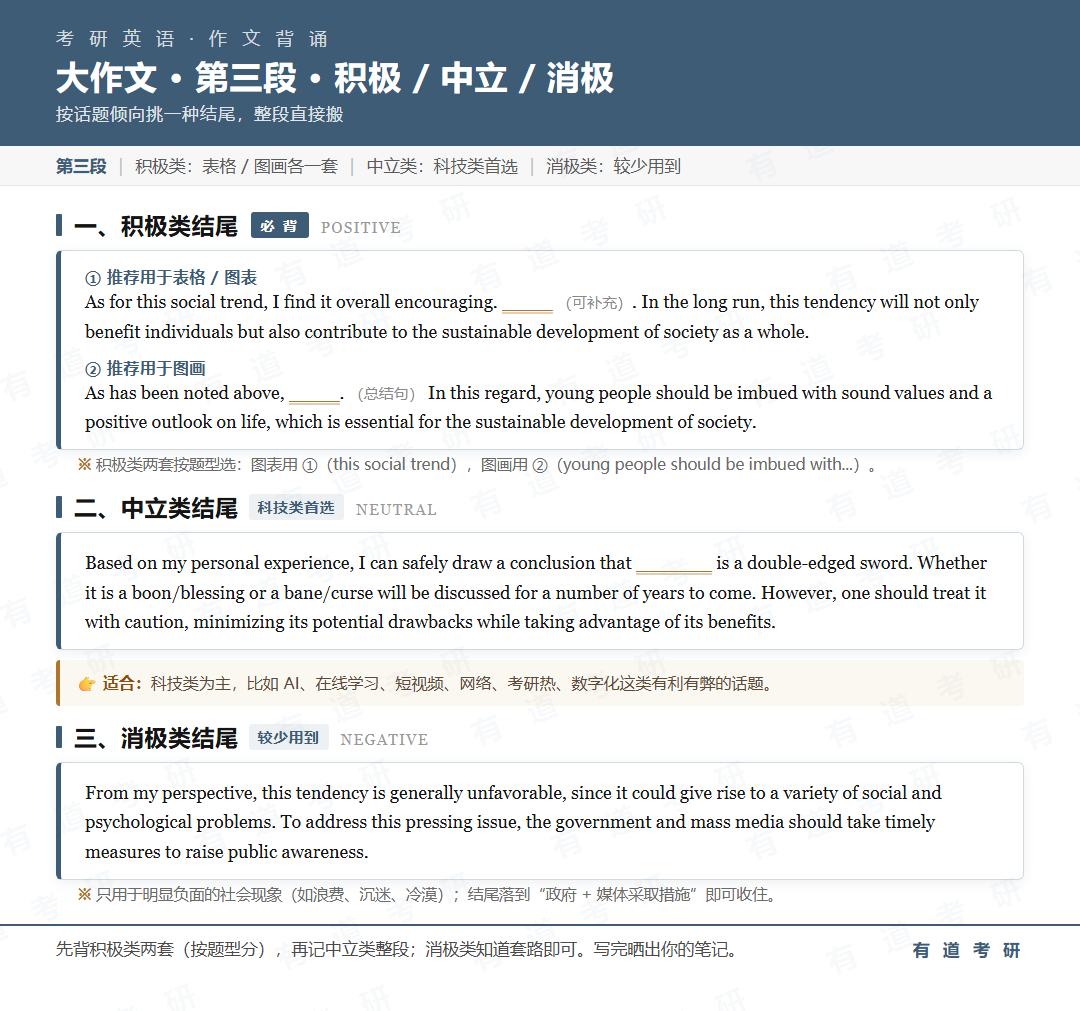 考研英语·作文背诵
大作文·第三段·积极 / 中立 / 消极
按话题倾向挑一种结尾，整段直接搬
第三段 | 积极类：表格 / 图画各一套 | 中立类：科技类首选 | 消极类：较少用到
一、积极类结尾 必背 POSITIVE
① 推荐用于表格 / 图表
As for this social trend, I find it overall encouraging. ______ （可补充）. In the long run, this tendency will not only
benefit individuals but also contribute to the sustainable development of society as a whole.
② 推荐用于图画
As has been noted above, ______. （总结句） In this regard, young people should be imbued with sound values and a
positive outlook on life, which is essential for the sustainable development of society.
※ 积极类两套按题型选：图表用 ①（this social trend），图画用 ②（young people should be imbued with...）。
二、中立类结尾 科技类首选 NEUTRAL
Based on my personal experience, I can safely draw a conclusion that _________ is a double-edged sword. Whether
it is a boon/blessing or a bane/curse will be discussed for a number of years to come. However, one should treat it
with caution, minimizing its potential drawbacks while taking advantage of its benefits.
👉 适合：科技类为主，比如 AI、在线学习、短视频、网络、考研热、数字化这类有利有弊的话题。
三、消极类结尾 较少用到 NEGATIVE
From my perspective, this tendency is generally unfavorable, since it could give rise to a variety of social and
psychological problems. To address this pressing issue, the government and mass media should take timely
measures to raise public awareness.
※ 只用于明显负面的社会现象（如浪费、沉迷、冷漠）；结尾落到“政府 + 媒体采取措施”即可收住。
先背积极类两套（按题型分），再记中立类整段；消极类知道套路即可。写完晒出你的笔记。
有道考研